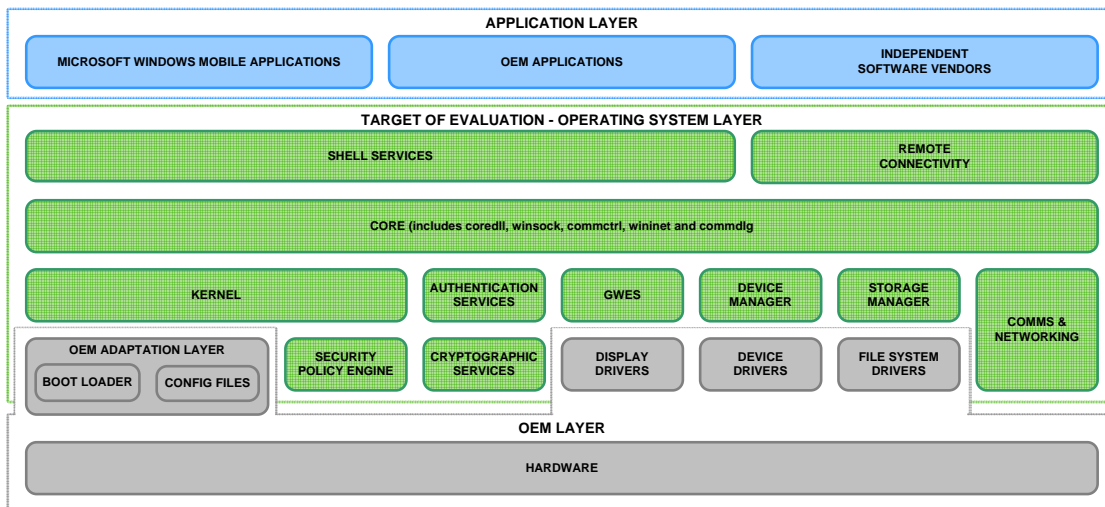 APPLICATION LAYER
MICROSOFT WINDOWS MOBILE APPLICATIONS
OEM APPLICATIONS
INDEPENDENT
SOFTWARE VENDORS
TARGET OF EVALUATION - OPERATING SYSTEM LAYER
SHELL SERVICES
REMOTE
CONNECTIVITY
CORE (includes coredll, winsock, commctrl, wininet and commdlg
KERNEL
AUTHENTICATION
SERVICES
GWES
DEVICE
MANAGER
STORAGE
MANAGER
COMMS &
NETWORKING
OEM ADAPTATION LAYER
BOOT LOADER
CONFIG FILES
SECURITY
POLICY ENGINE
CRYPTOGRAPHIC
SERVICES
DISPLAY
DRIVERS
DEVICE
DRIVERS
FILE SYSTEM
DRIVERS
OEM LAYER
HARDWARE